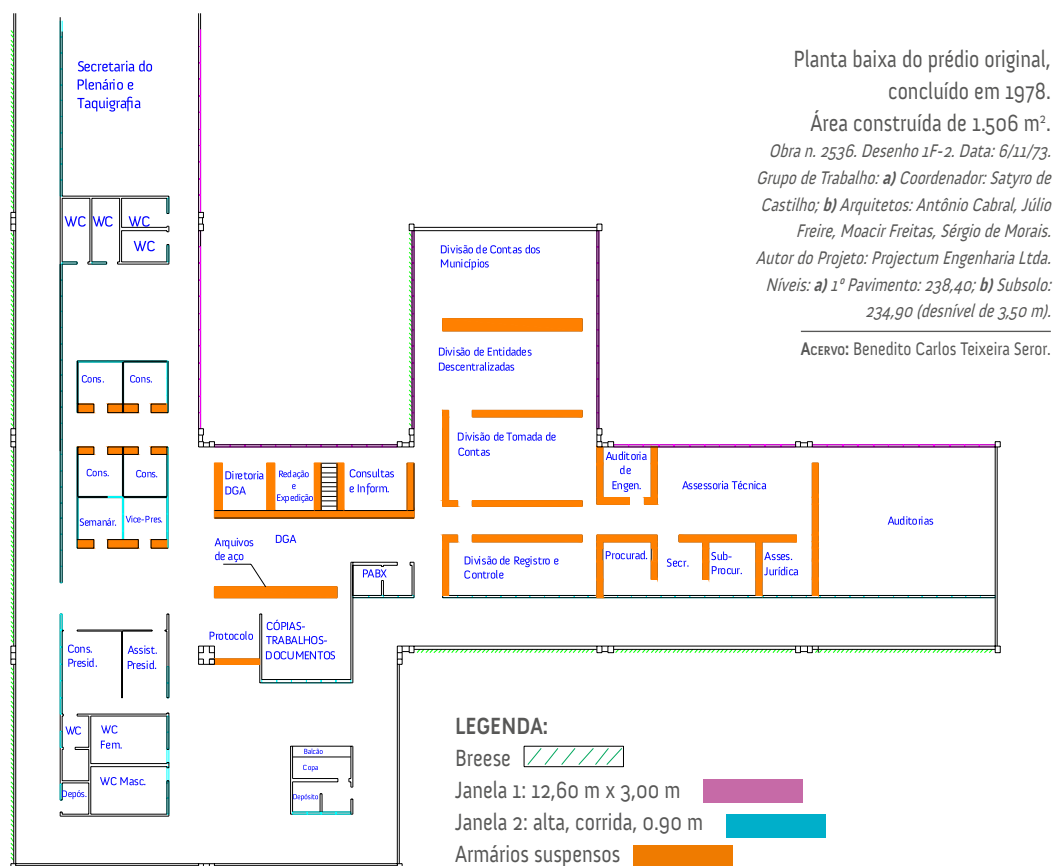 Planta baixa do prédio original,
concluído em 1978.
Área construída de 1.506 m².
Obra n. 2536. Desenho 1F-2. Data: 6/11/73.
Grupo de Trabalho: a) Coordenador: Satyro de
Castilho; b) Arquitetos: Antônio Cabral, Júlio
Freire, Moacir Freitas, Sérgio de Morais.
Autor do Projeto: Projectum Engenharia Ltda.
Níveis: a) 1º Pavimento: 238,40; b) Subsolo:
234,90 (desnível de 3,50 m).
Acervo: Benedito Carlos Teixeira Seror.
Secretaria do
Plenário e
Taquigrafia
WC
WC
WC
WC
Cons.
Cons.
Cons.
Cons.
Semanár.
Vice-Pres.
Divisão de Contas dos
Municípios
Divisão de Entidades
Descentralizadas
Divisão de Tomada de
Contas
Diretoria
DGA
Redação
e
Expedição
Consultas
e Inform.
Auditoria
de
Engen.
Assessoria Técnica
Auditorias
Arquivos
de aço
DGA
PABX
Divisão de Registro e
Controle
Procurad.
Secr.
Sub-
Procur.
Asses.
Jurídica
Protocolo
CÓPIAS-
TRABALHOS-
DOCUMENTOS
Cons.
Presid.
Assist.
Presid.
WC
WC
Fem.
WC Masc.
Depós.
Balcão
Copa
Depósito
LEGENDA:
Breese
Janela 1: 12,60 m x 3,00 m
Janela 2: alta, corrida, 0.90 m
Armários suspensos